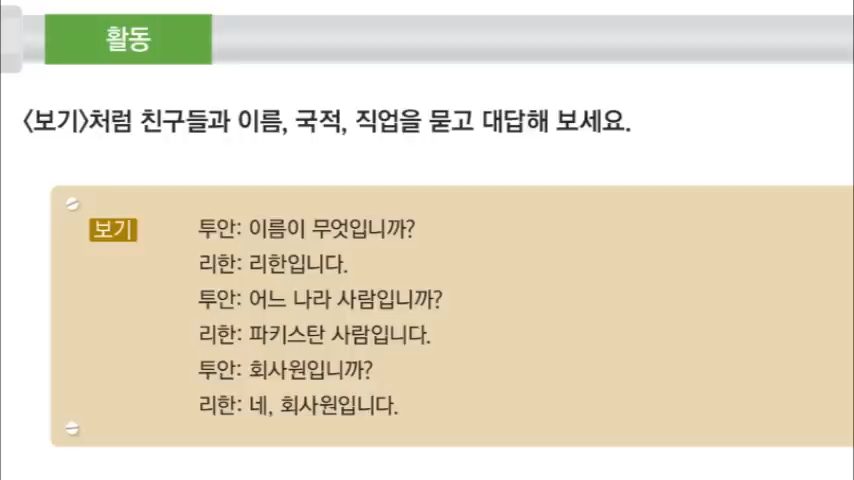 활동
<보기>처럼 친구들과 이름, 국적, 직업을 묻고 대답해 보세요.
보기
투안: 이름이 무엇입니까?
리한: 리한입니다.
투안: 어느 나라 사람입니까?
리한: 파키스탄 사람입니다.
투안: 회사원입니까?
리한: 네, 회사원입니다.